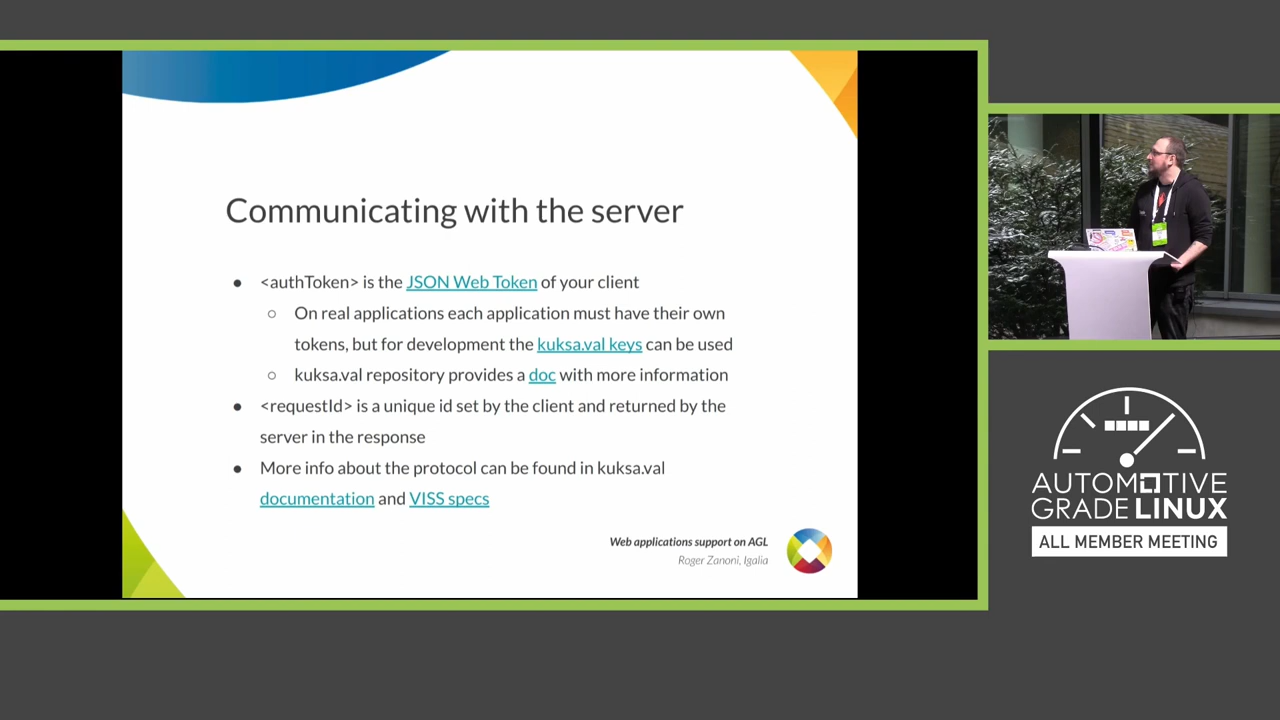 Communicating with the server
● <authToken> is the JSON Web Token of your client
○ On real applications each application must have their own
tokens, but for development the kuksa.val keys can be used
○ kuksa.val repository provides a doc with more information
● <requestId> is a unique id set by the client and returned by the
server in the response
● More info about the protocol can be found in kuksa.val
documentation and VISS specs
Web applications support on AGL
Roger Zanoni, Igalia
AUTOMOTIVE
GRADE LINUX
ALL MEMBER MEETING